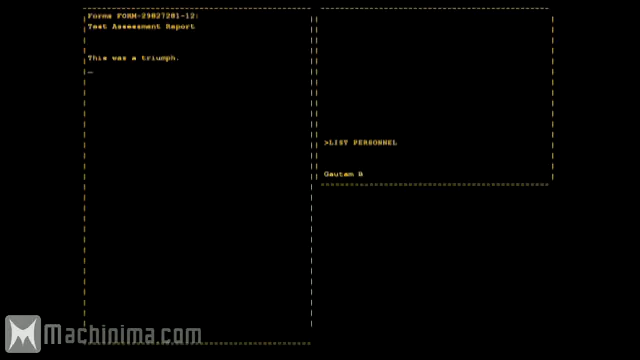 Forms FORM-29827281-12:
Test Assessment Report
This was a triumph.
>LIST PERSONNEL
Gautam B
Machinima.com